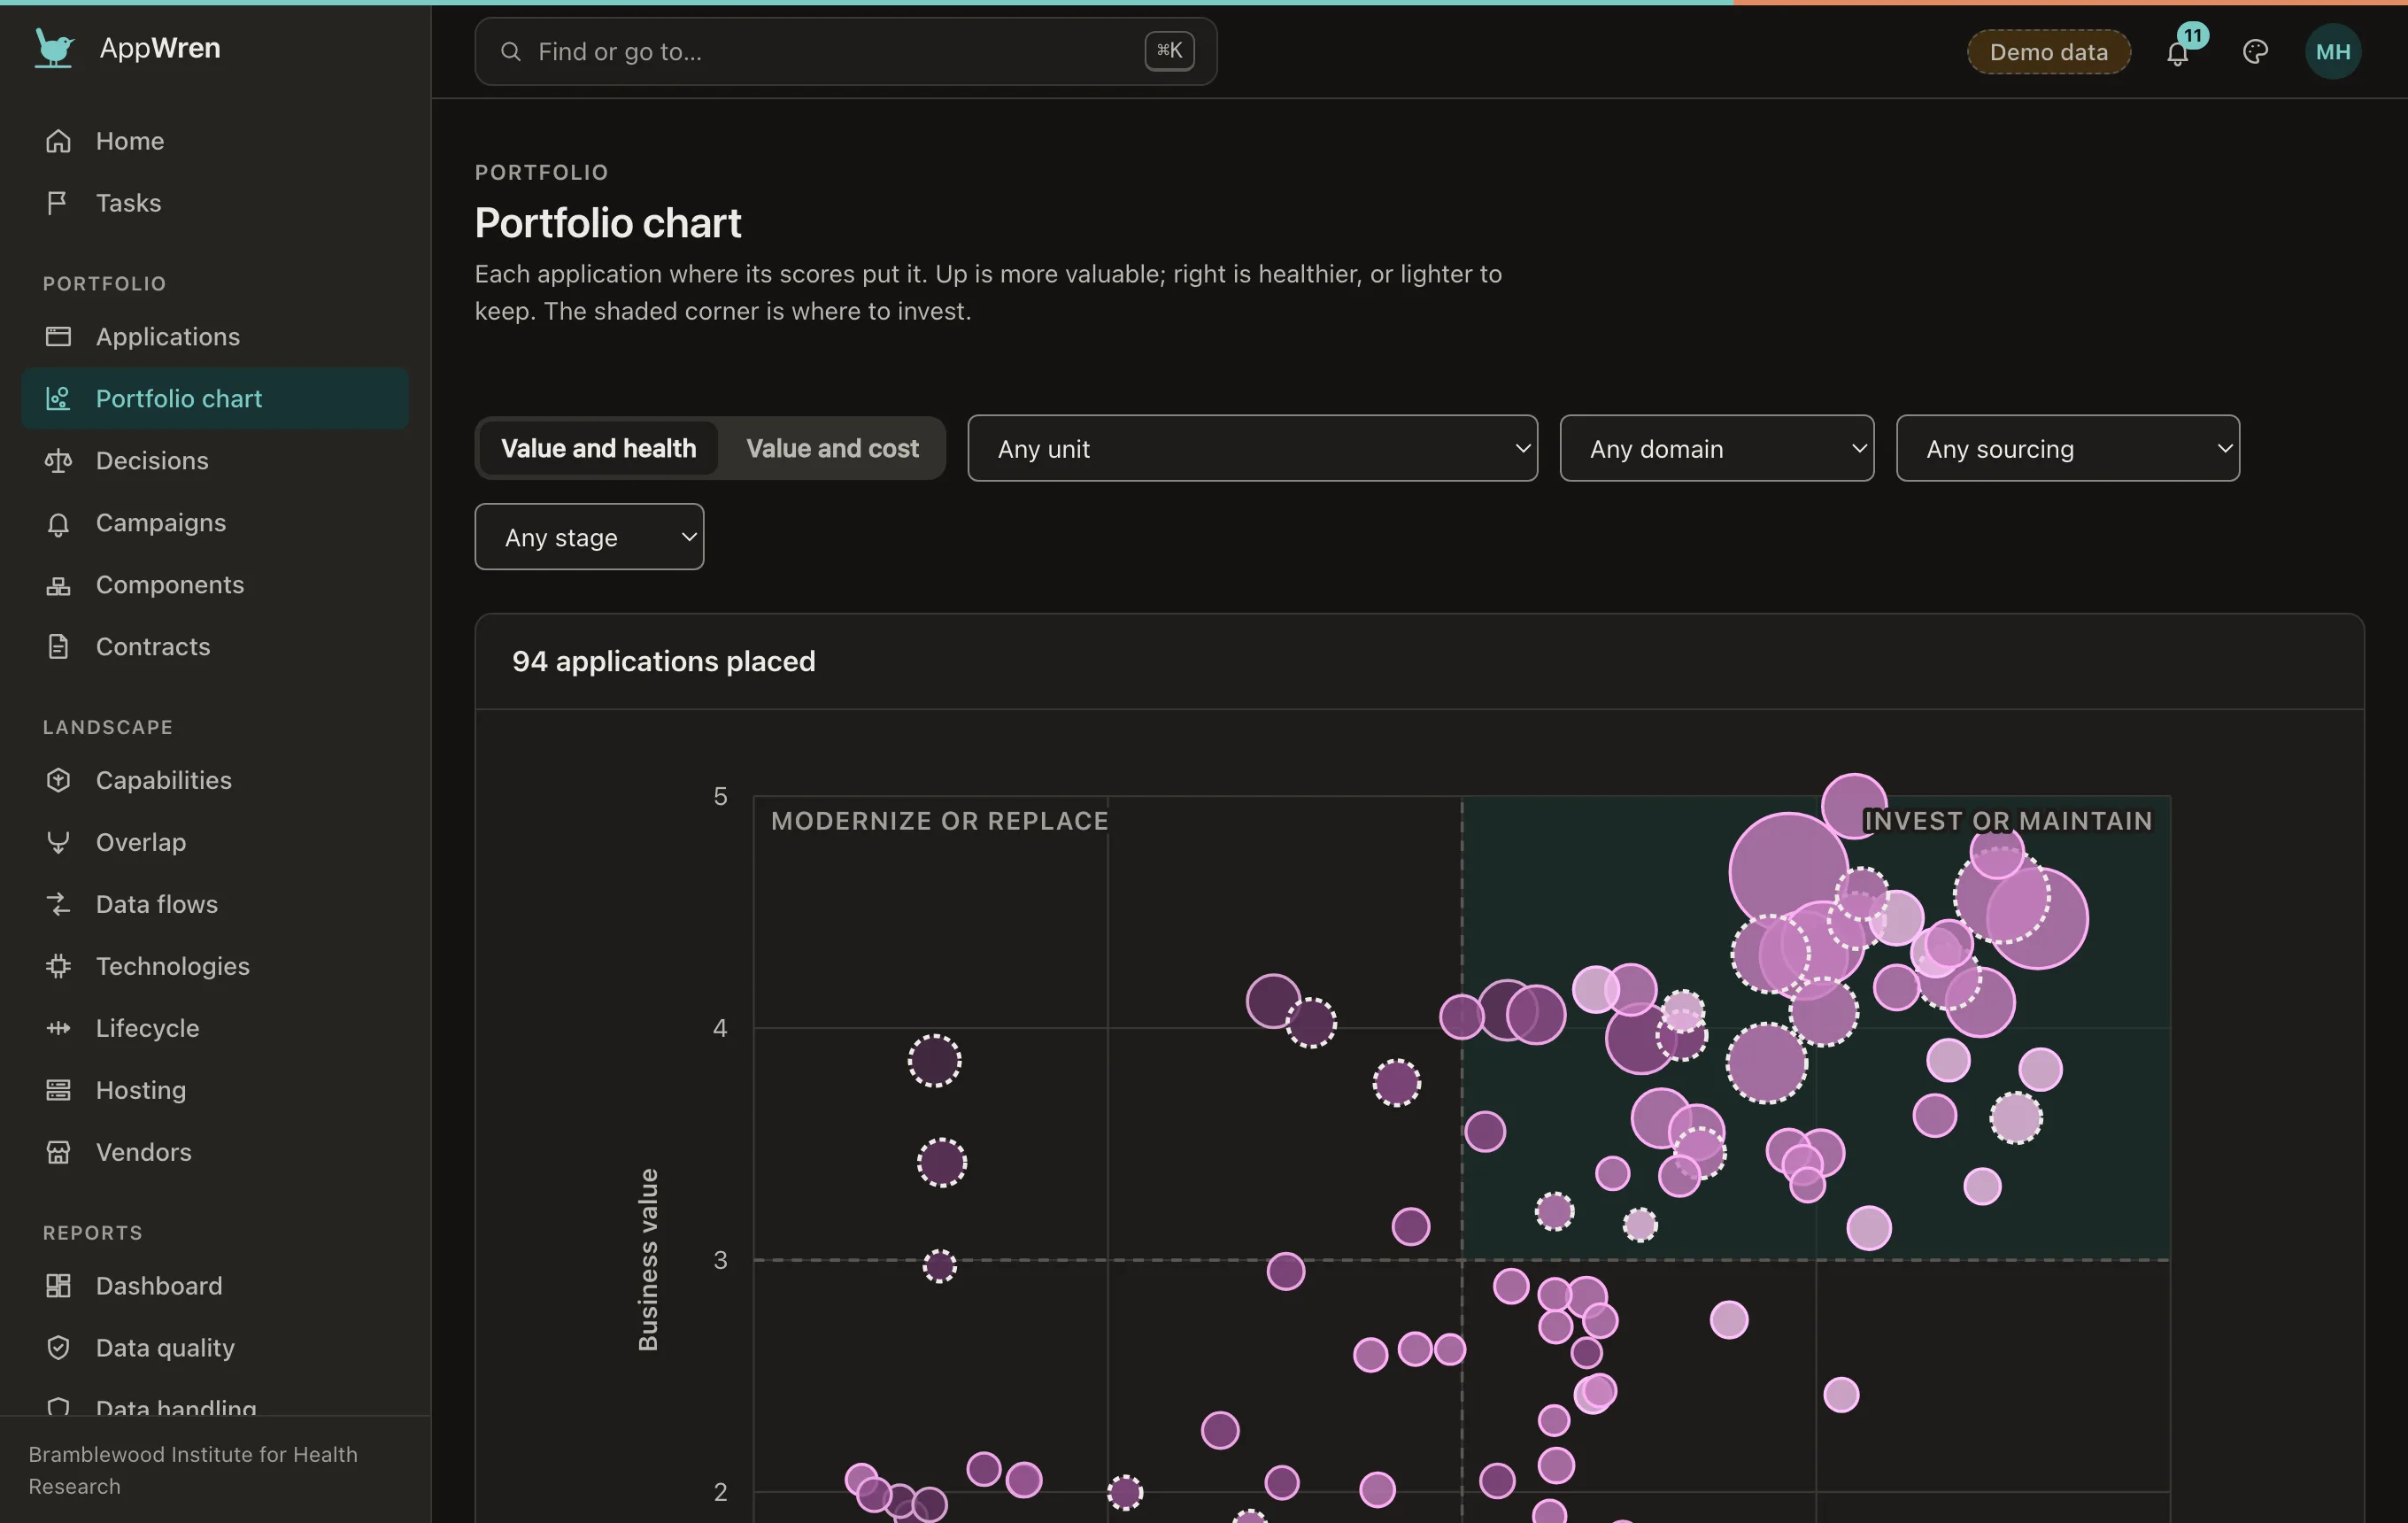 AppWren
Find or go to...
⌘K
Demo data
11
MH
Home
Tasks
PORTFOLIO
Applications
Portfolio chart
Decisions
Campaigns
Components
Contracts
LANDSCAPE
Capabilities
Overlap
Data flows
Technologies
Lifecycle
Hosting
Vendors
REPORTS
Dashboard
Data quality
Data handling
Bramblewood Institute for Health
Research
PORTFOLIO
Portfolio chart
Each application where its scores put it. Up is more valuable; right is healthier, or lighter to
keep. The shaded corner is where to invest.
Value and health
Value and cost
Any unit
Any domain
Any sourcing
Any stage
94 applications placed
MODERNIZE OR REPLACE
INVEST OR MAINTAIN
Business value
5
4
3
2